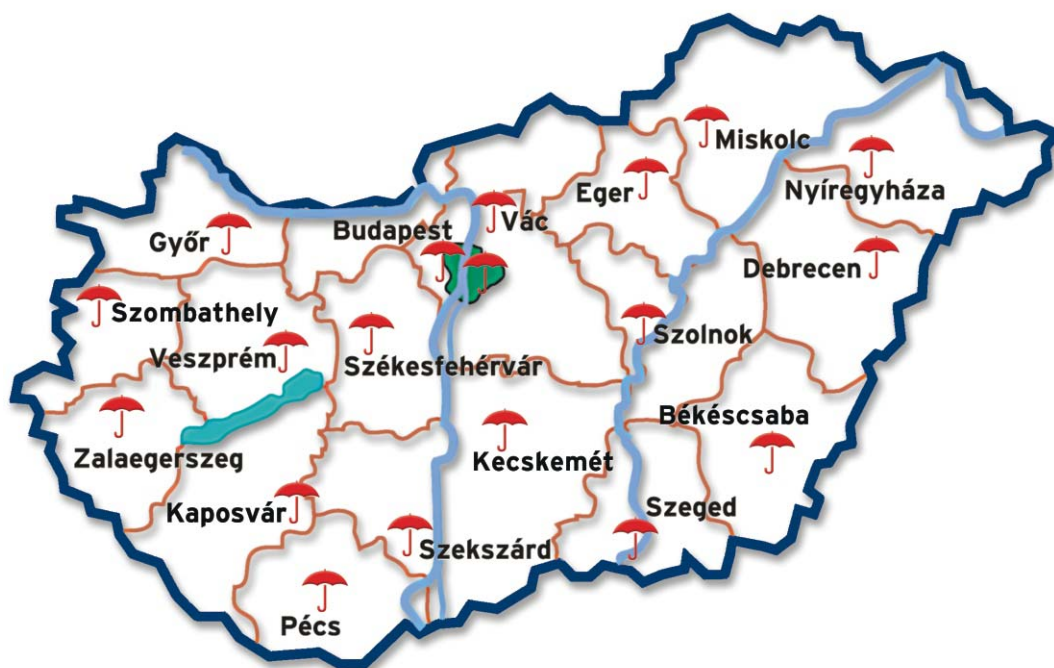 Miskolc
Eger
Nyíregyháza
Vác
Budapest
Győr
Debrecen
Szombathely
Szolnok
Veszprém
Székesfehérvár
Békéscsaba
Zalaegerszeg
Kecskemét
Kaposvár
Szeged
Szekszárd
Pécs